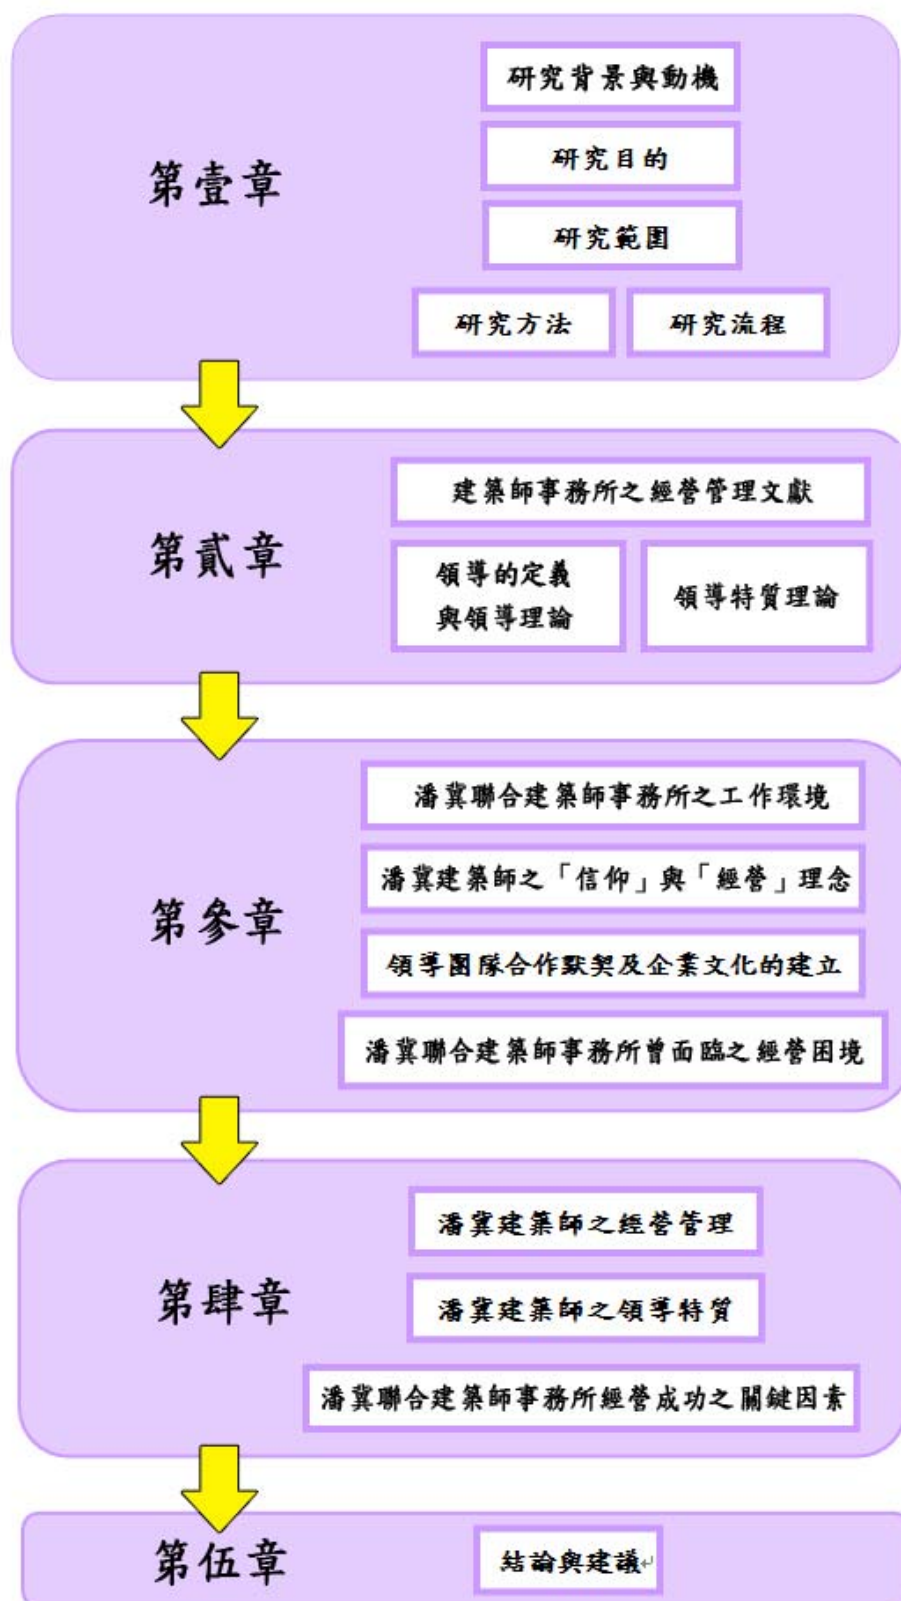 第壹章
研究背景與動機
研究目的
研究範圍
研究方法
研究流程
第貳章
建築師事務所之經營管理文獻
領導的定義
與領導理論
領導特質理論
第參章
潘冀聯合建築師事務所之工作環境
潘冀建築師之「信仰」與「經營」理念
領導團隊合作默契及企業文化的建立
潘冀聯合建築師事務所曾面臨之經營困境
第肆章
潘冀建築師之經營管理
潘冀建築師之領導特質
潘冀聯合建築師事務所經營成功之關鍵因素
第伍章
結論與建議